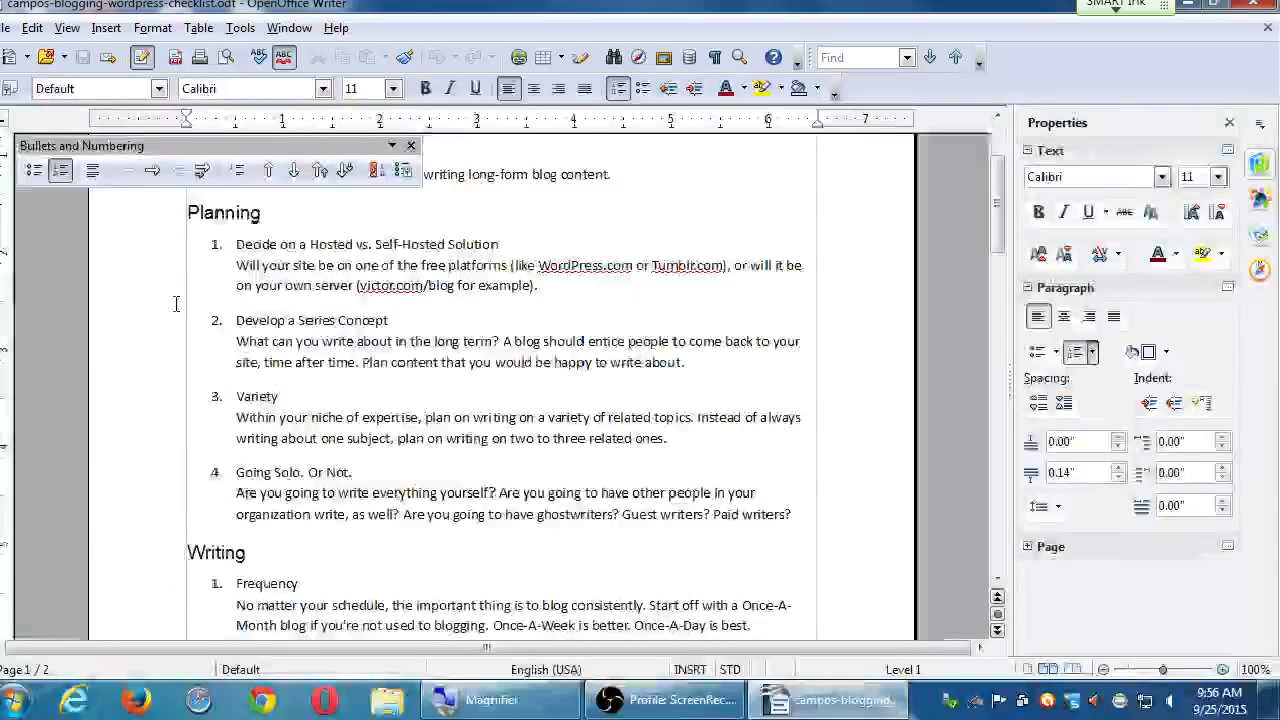 campos-blogging-wordpress-checklist.odt - OpenOffice Writer
SMART Ink
Edit View Insert Format Table Tools Window Help
Find
Default Calibri 11
1 2 3 4 5 6 7
Bullets and Numbering
writing long-form blog content.
Planning
1. Decide on a Hosted vs. Self-Hosted Solution
Will your site be on one of the free platforms (like WordPress.com or Tumblr.com), or will it be
on your own server (victor.com/blog for example).
2. Develop a Series Concept
What can you write about in the long term? A blog should entice people to come back to your
site, time after time. Plan content that you would be happy to write about.
3. Variety
Within your niche of expertise, plan on writing on a variety of related topics. Instead of always
writing about one subject, plan on writing on two to three related ones.
4. Going Solo. Or Not.
Are you going to write everything yourself? Are you going to have other people in your
organization write, as well? Are you going to have ghostwriters? Guest writers? Paid writers?
Writing
1. Frequency
No matter your schedule, the important thing is to blog consistently. Start off with a Once-A-
Month blog if you're not used to blogging. Once-A-Week is better. Once-A-Day is best.
Properties
Text
Calibri 11
Paragraph
Spacing: Indent:
0.00" 0.00"
0.14" 0.00"
0.00"
Page
Page 1 / 2 Default English (USA) INSRT STD Level 1 100%
Magnifier Profile: ScreenRec... campos-blogging...
9:56 AM
9/25/2015